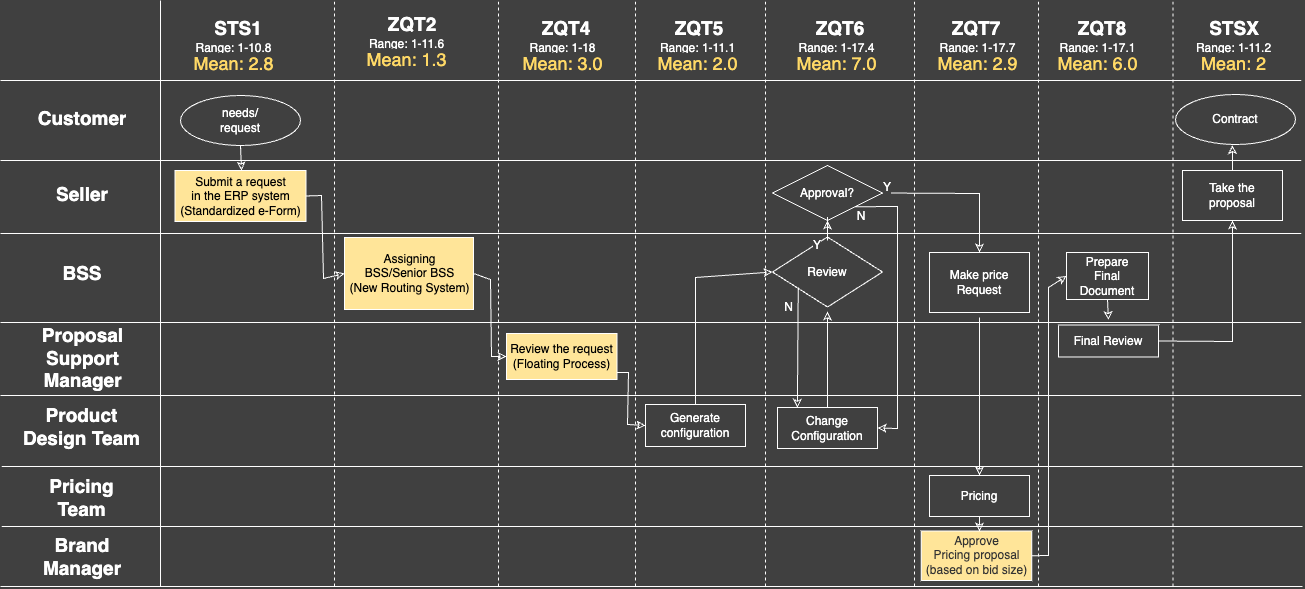 STS1
Range: 1-10.8
Mean: 2.8
ZQT2
Range: 1-11.6
Mean: 1.3
ZQT4
Range: 1-18
Mean: 3.0
ZQT5
Range: 1-11.1
Mean: 2.0
ZQT6
Range: 1-17.4
Mean: 7.0
ZQT7
Range: 1-17.7
Mean: 2.9
ZQT8
Range: 1-17.1
Mean: 6.0
STSX
Range: 1-11.2
Mean: 2
Customer
needs/
request
Contract
Seller
Submit a request
in the ERP system
(Standardized e-Form)
Approval?
Y
N
Take the
proposal
BSS
Assigning
BSS/Senior BSS
(New Routing System)
Y
Review
N
Make price
Request
Prepare
Final
Document
Proposal
Support
Manager
Review the request
(Floating Process)
Final Review
Product
Design Team
Generate
configuration
Change
Configuration
Pricing
Team
Pricing
Brand
Manager
Approve
Pricing proposal
(based on bid size)